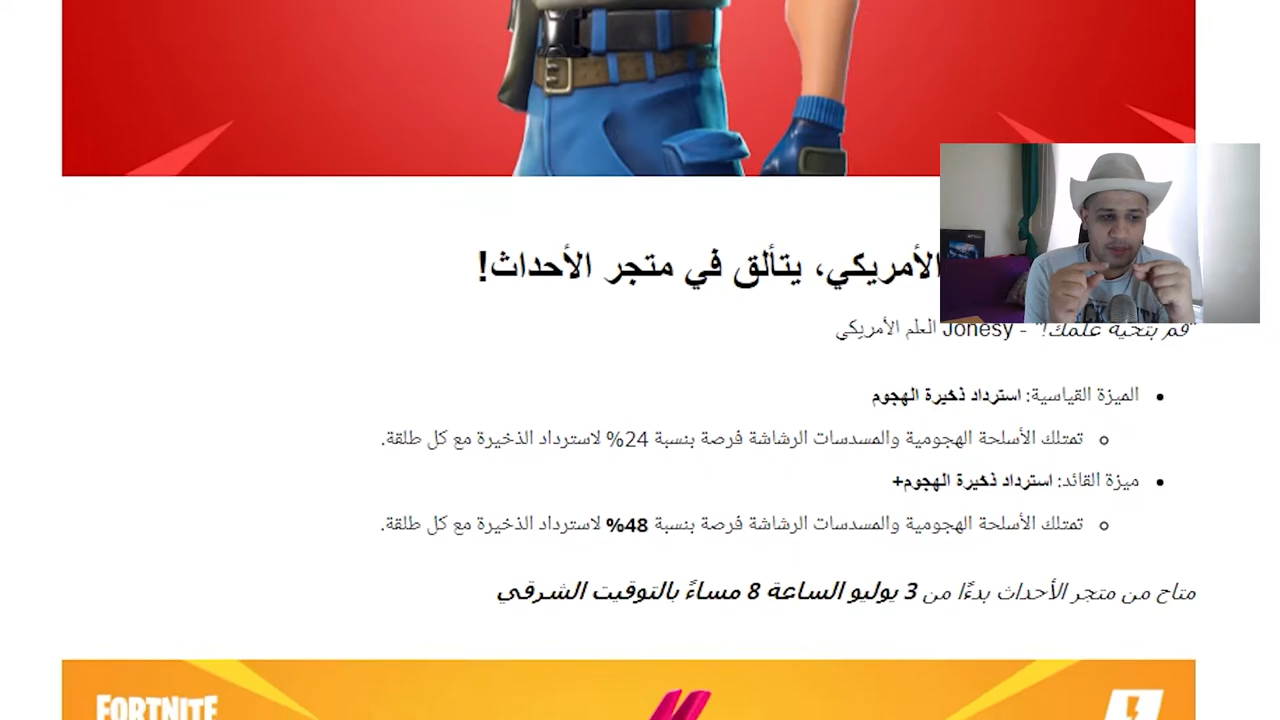 الأمريكي، يتألق في متجر الأحداث!
"قم بتحية علمك!" - Jonesy العلم الأمريكي
الميزة القياسية: استرداد ذخيرة الهجوم
تمتلك الأسلحة الهجومية والمسدسات الرشاشة فرصة بنسبة 24% لاسترداد الذخيرة مع كل طلقة.
ميزة القائد: استرداد ذخيرة الهجوم+
تمتلك الأسلحة الهجومية والمسدسات الرشاشة فرصة بنسبة 48% لاسترداد الذخيرة مع كل طلقة.
متاح من متجر الأحداث بدءًا من 3 يوليو الساعة 8 مساءً بالتوقيت الشرقي
FORTNITE